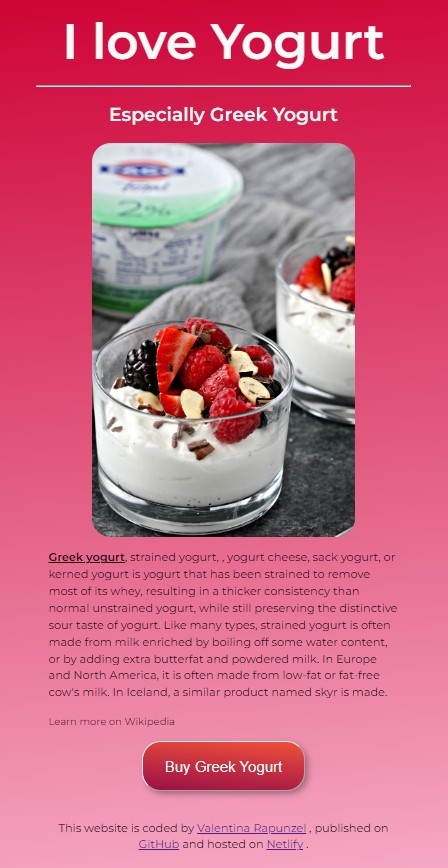 I love Yogurt
Especially Greek Yogurt
FAGE
Total
2%
Greek yogurt, strained yogurt, , yogurt cheese, sack yogurt, or
kerned yogurt is yogurt that has been strained to remove
most of its whey, resulting in a thicker consistency than
normal unstrained yogurt, while still preserving the distinctive
sour taste of yogurt. Like many types, strained yogurt is often
made from milk enriched by boiling off some water content,
or by adding extra butterfat and powdered milk. In Europe
and North America, it is often made from low-fat or fat-free
cow's milk. In Iceland, a similar product named skyr is made.
Learn more on Wikipedia
Buy Greek Yogurt
This website is coded by Valentina Rapunzel , published on
GitHub and hosted on Netlify .